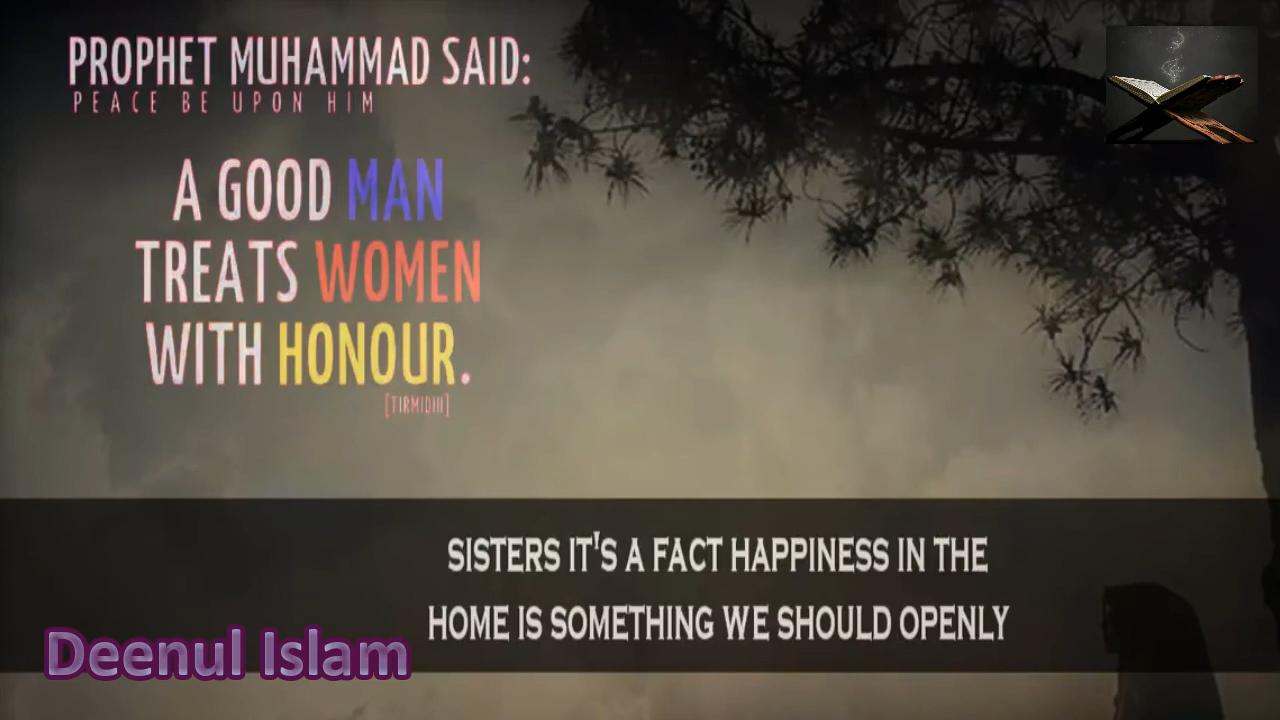 PROPHET MUHAMMAD SAID:
PEACE BE UPON HIM
A GOOD MAN
TREATS WOMEN
WITH HONOUR.
[TIRMIDHI]
SISTERS IT'S A FACT HAPPINESS IN THE
HOME IS SOMETHING WE SHOULD OPENLY
Deenul Islam